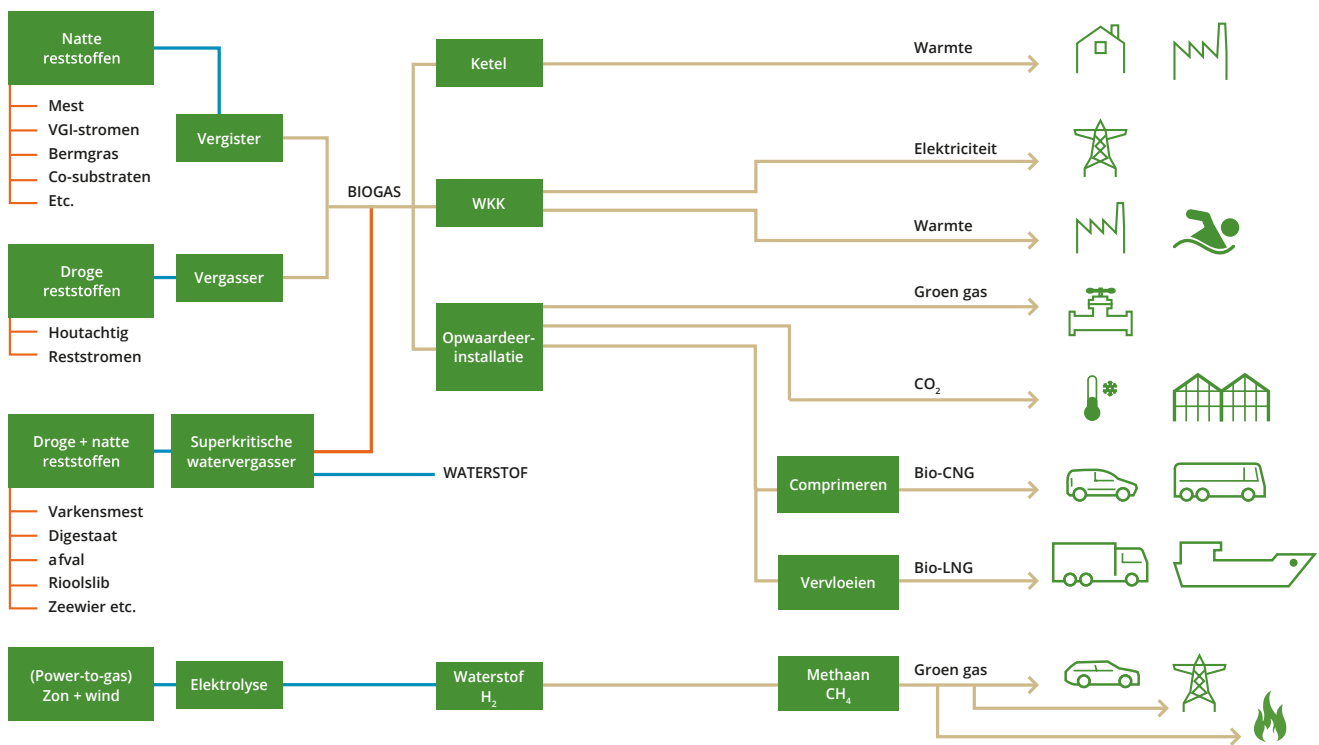 Natte
reststoffen
Mest
VGI-stromen
Bermgras
Co-substraten
Etc.
Vergister
Droge
reststoffen
Houtachtig
Reststromen
Vergasser
BIOGAS
Droge + natte
reststoffen
Varkensmest
Digestaat
afval
Rioolslib
Zeewier etc.
Superkritische
watervergasser
WATERSTOF
Ketel
Warmte
WKK
Elektriciteit
Warmte
Opwaardeer-
installatie
Groen gas
CO₂
Comprimeren
Bio-CNG
Vervloeien
Bio-LNG
(Power-to-gas)
Zon + wind
Elektrolyse
Waterstof
H₂
Methaan
CH₄
Groen gas